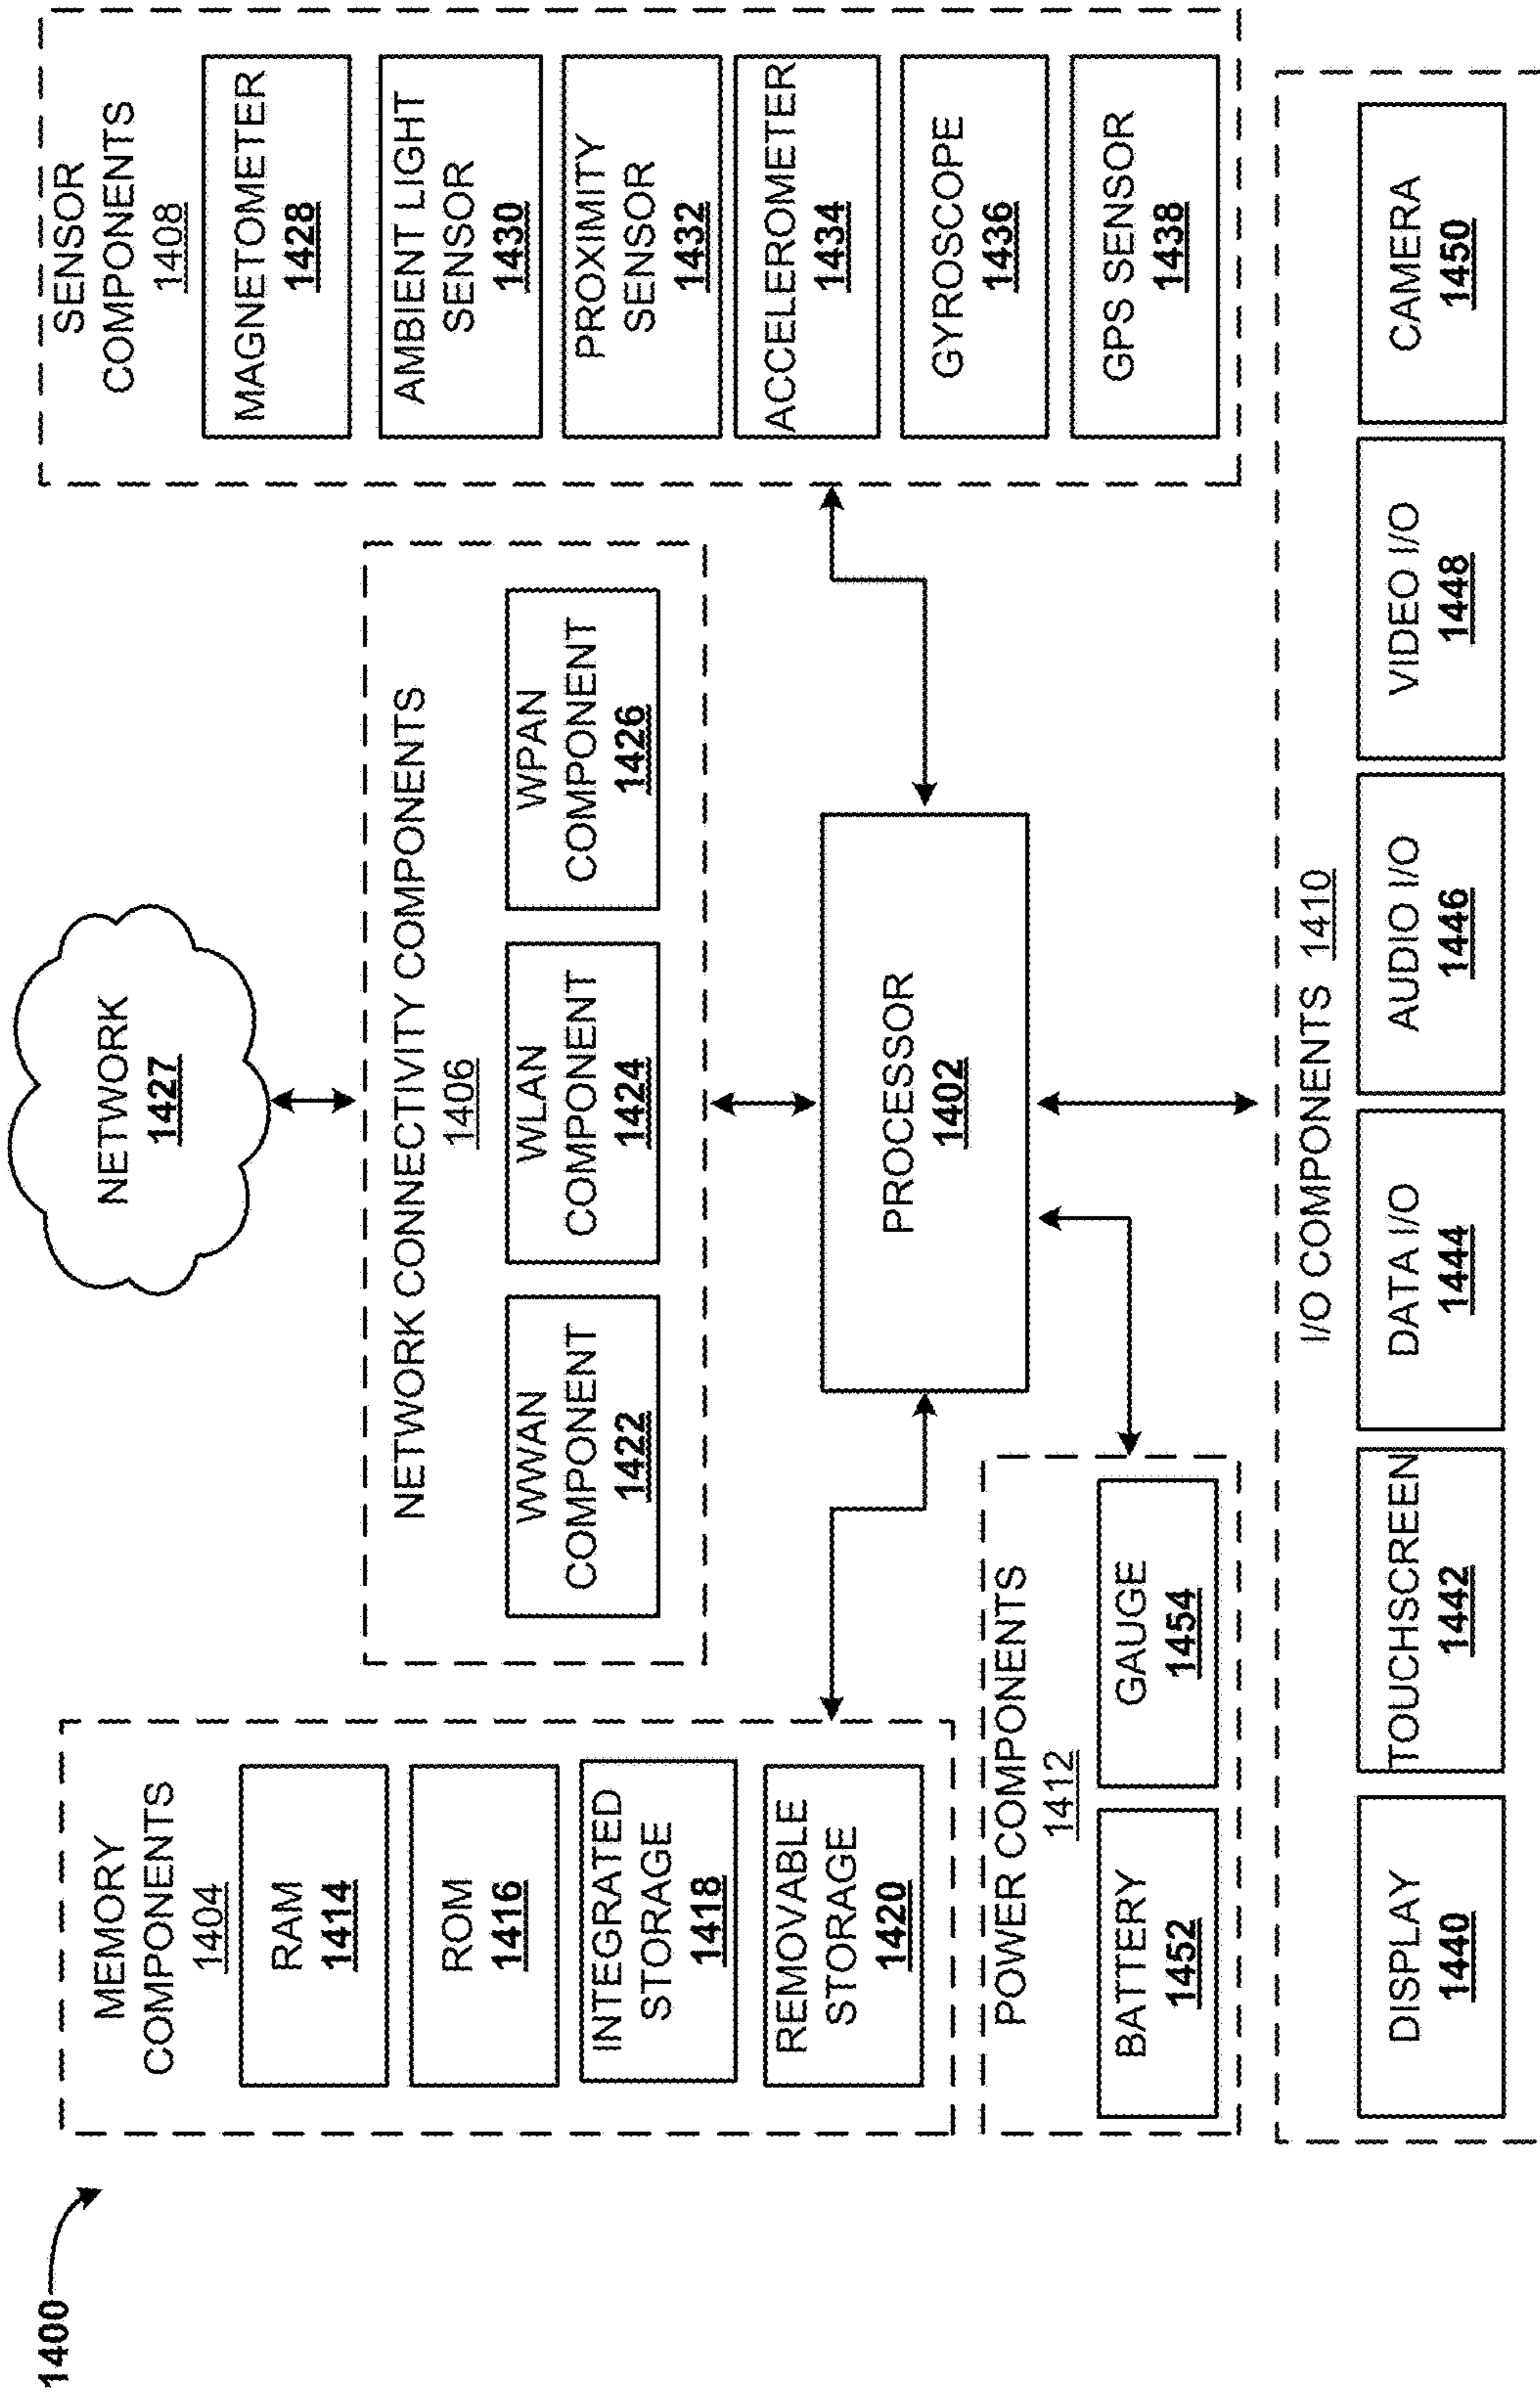 1400
NETWORK
1427
MEMORY
COMPONENTS
1404
RAM
1414
ROM
1416
INTEGRATED
STORAGE
1418
REMOVABLE
STORAGE
1420
NETWORK CONNECTIVITY COMPONENTS
1406
WWAN
COMPONENT
1422
WLAN
COMPONENT
1424
WPAN
COMPONENT
1426
SENSOR
COMPONENTS
1408
MAGNETOMETER
1428
AMBIENT LIGHT
SENSOR
1430
PROXIMITY
SENSOR
1432
ACCELEROMETER
1434
GYROSCOPE
1436
GPS SENSOR
1438
PROCESSOR
1402
POWER COMPONENTS
1412
BATTERY
1452
GAUGE
1454
I/O COMPONENTS 1410
DISPLAY
1440
TOUCHSCREEN
1442
DATA I/O
1444
AUDIO I/O
1446
VIDEO I/O
1448
CAMERA
1450